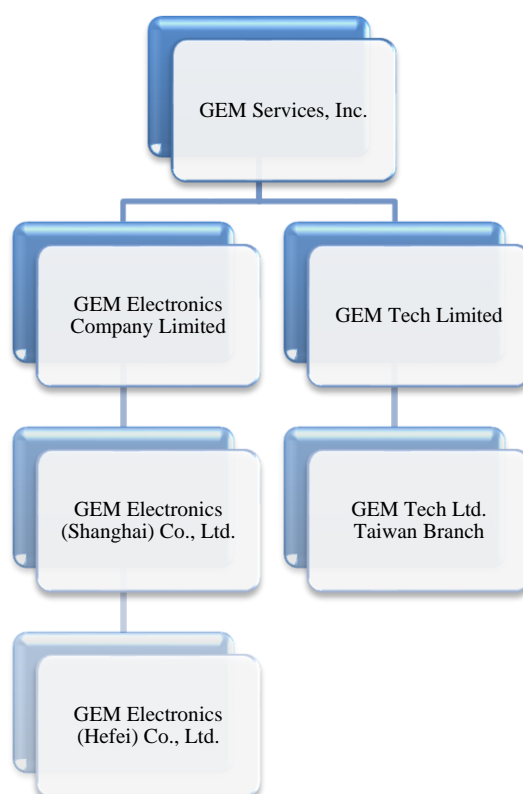 GEM Services, Inc.
GEM Electronics
Company Limited
GEM Tech Limited
GEM Electronics
(Shanghai) Co., Ltd.
GEM Tech Ltd.
Taiwan Branch
GEM Electronics
(Hefei) Co., Ltd.